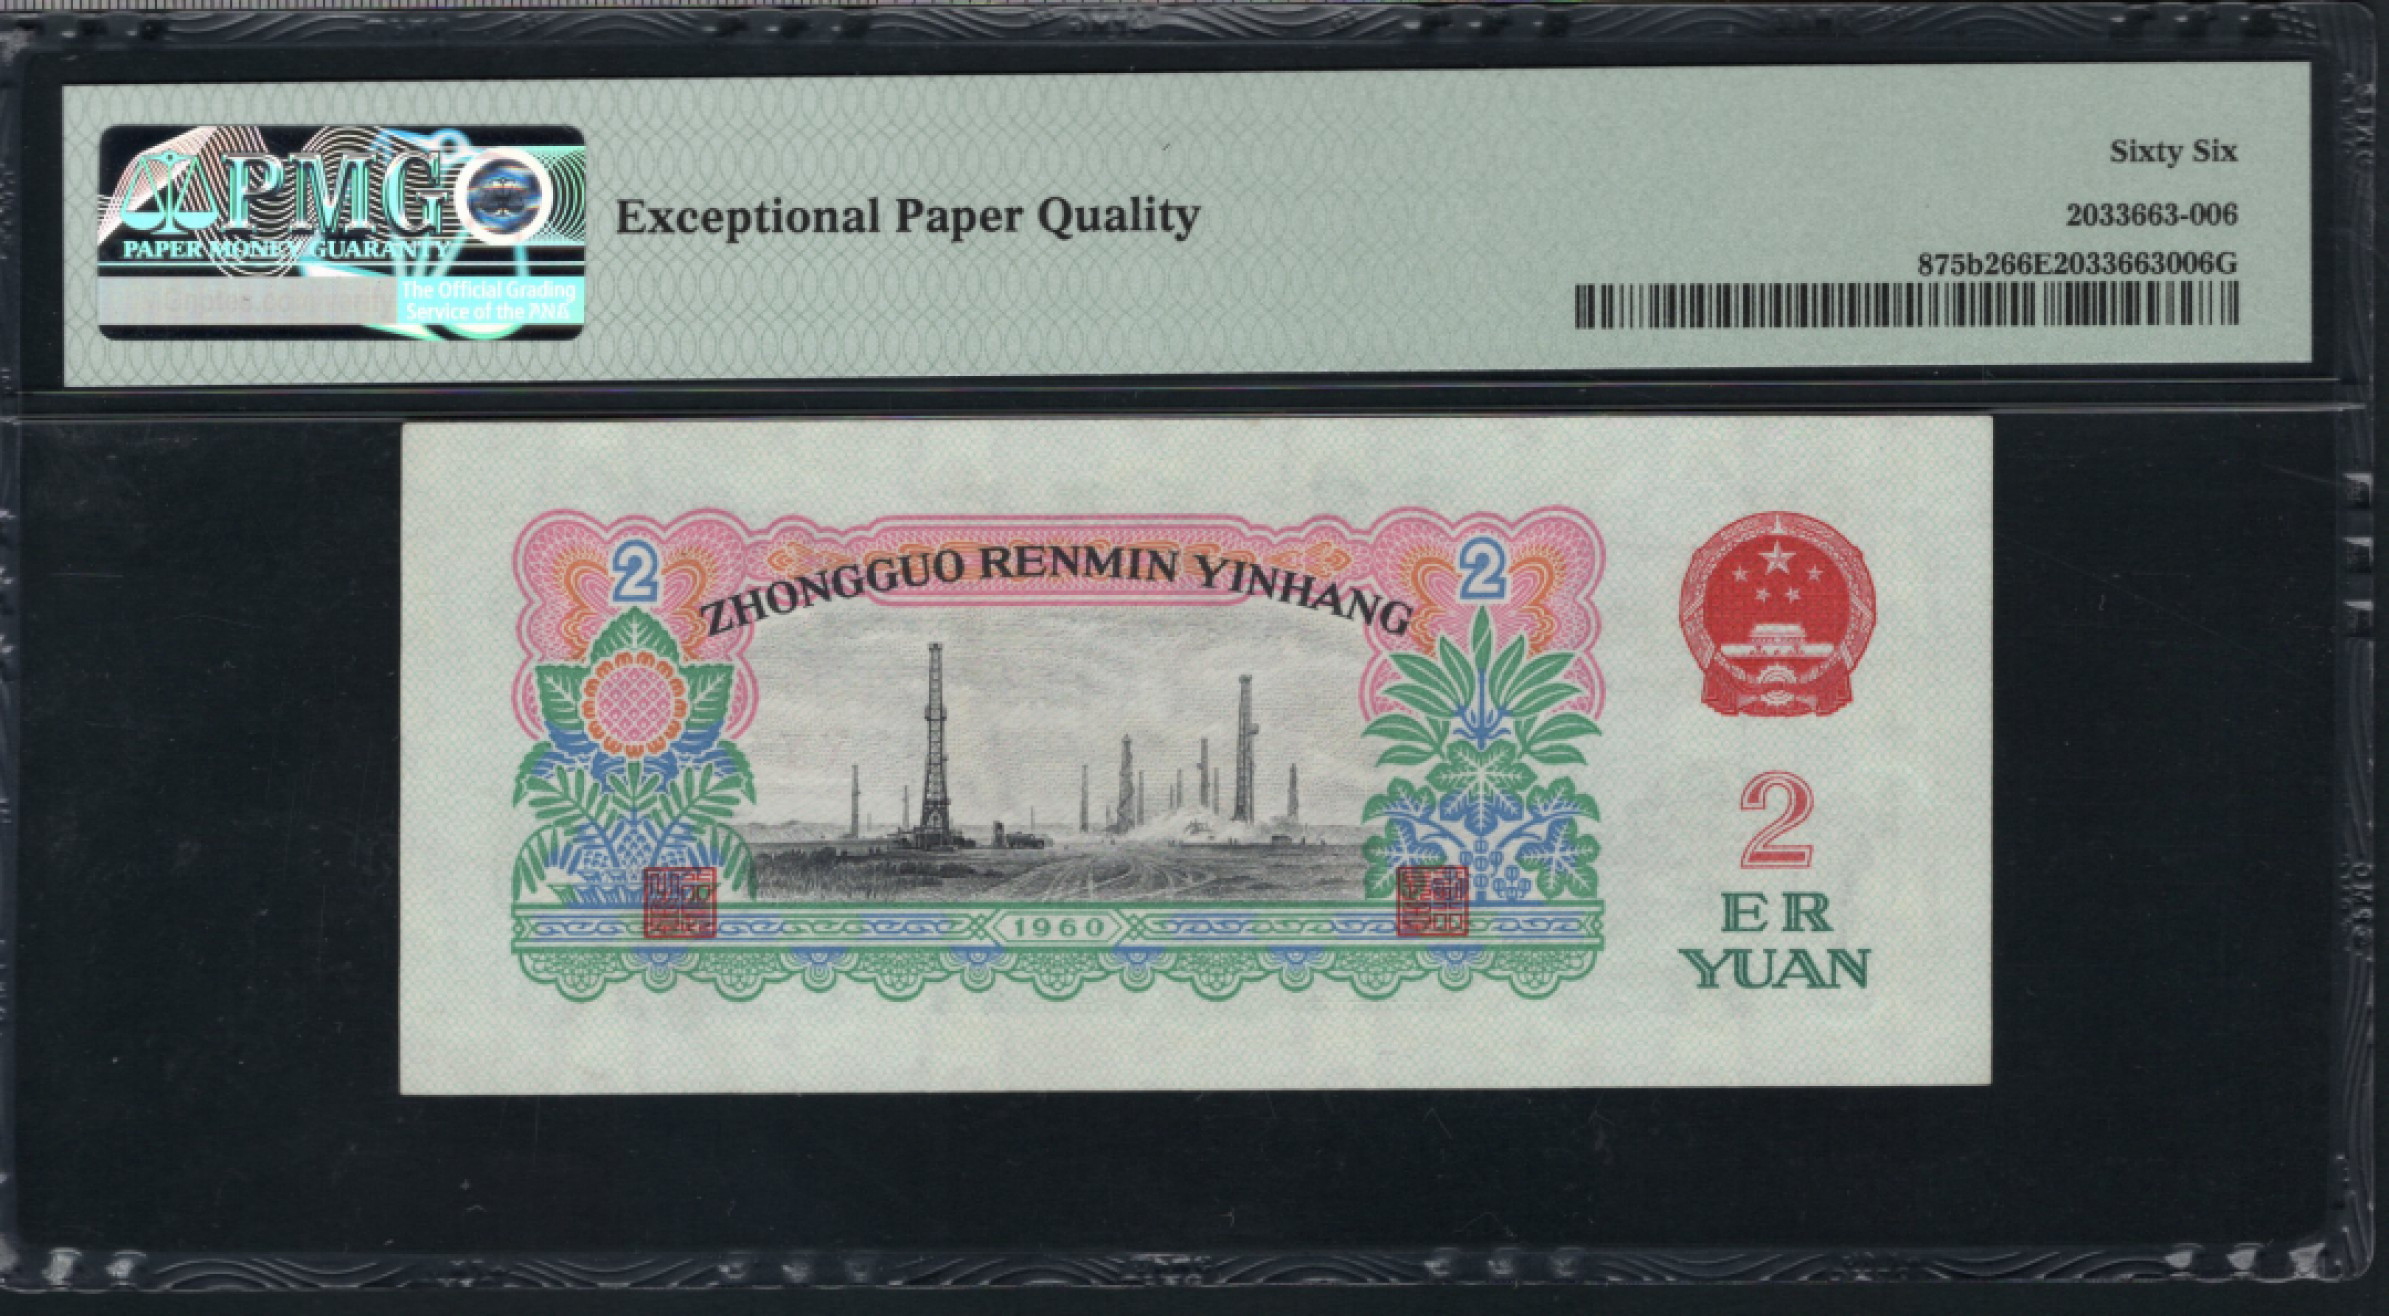 PMG
PAPER MONEY GUARANTY
The Official Grading
Service of the PNG
Exceptional Paper Quality
Sixty Six
2033663-006
875b266E2033663006G
2
ZHONGGUO RENMIN YINHANG
2
1960
2
ER
YUAN